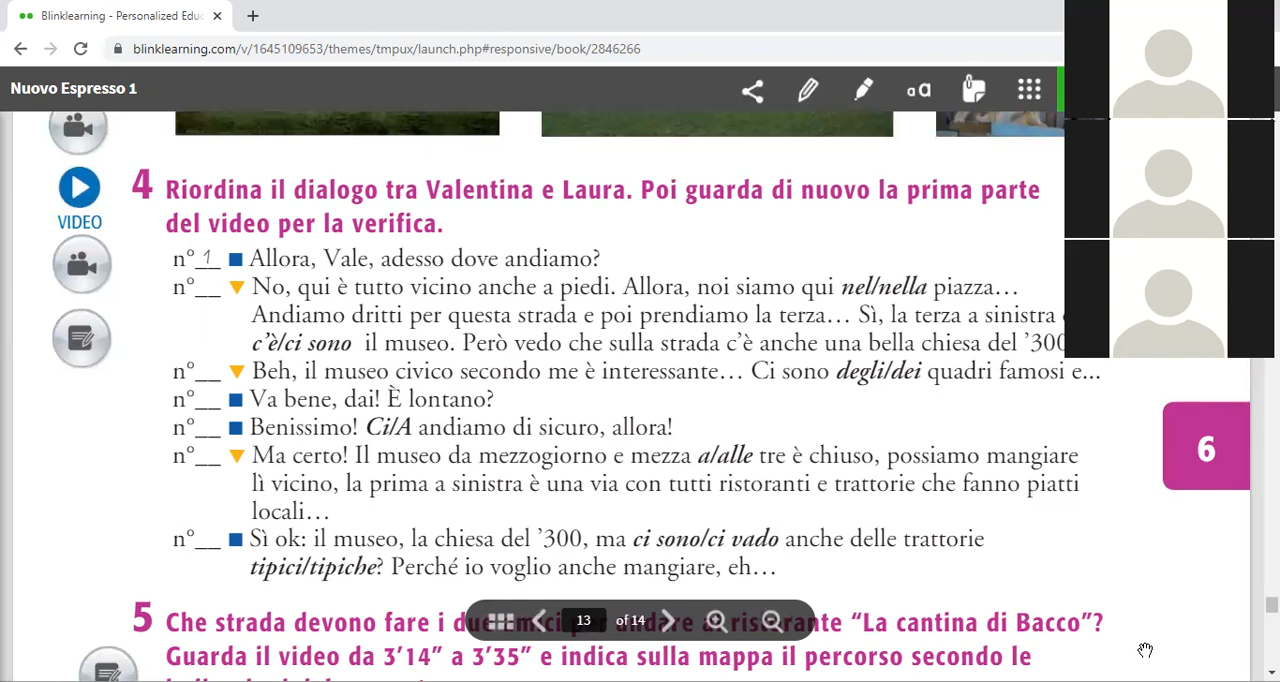 Blinklearning - Personalized Educ
blinklearning.com/v/1645109653/themes/tmpux/launch.php#responsive/book/2846266
Nuovo Espresso 1
aa
VIDEO
4 Riordina il dialogo tra Valentina e Laura. Poi guarda di nuovo la prima parte
del video per la verifica.
n°_1_ Allora, Vale, adesso dove andiamo?
n°__ No, qui è tutto vicino anche a piedi. Allora, noi siamo qui nel/nella piazza…
Andiamo dritti per questa strada e poi prendiamo la terza… Sì, la terza a sinistra
c'è/ci sono il museo. Però vedo che sulla strada c'è anche una bella chiesa del '300
n°__ Beh, il museo civico secondo me è interessante… Ci sono degli/dei quadri famosi e...
n°__ Va bene, dai! È lontano?
n°__ Benissimo! Ci/A andiamo di sicuro, allora!
n°__ Ma certo! Il museo da mezzogiorno e mezza a/alle tre è chiuso, possiamo mangiare
lì vicino, la prima a sinistra è una via con tutti ristoranti e trattorie che fanno piatti
locali…
n°__ Sì ok: il museo, la chiesa del '300, ma ci sono/ci vado anche delle trattorie
tipici/tipiche? Perché io voglio anche mangiare, eh…
6
5 Che strada devono fare i due amici per andare al ristorante “La cantina di Bacco”?
13 of 14
Guarda il video da 3'14” a 3'35” e indica sulla mappa il percorso secondo le